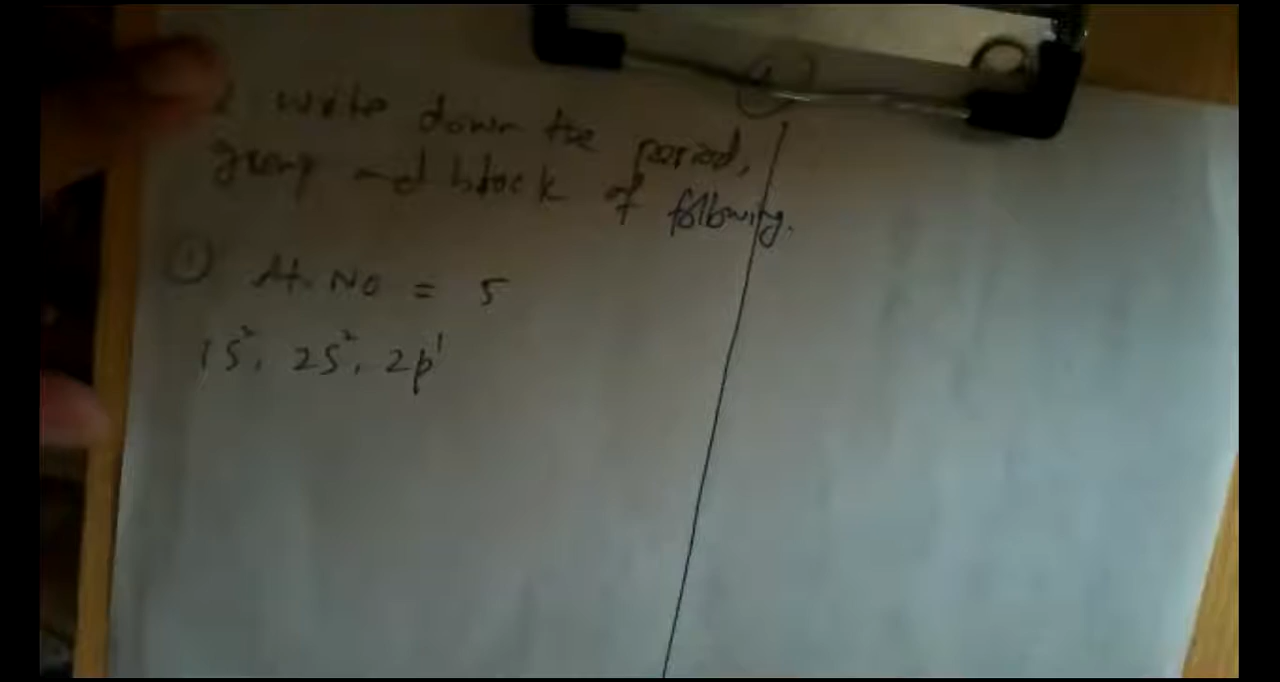 write down the period,
group and block of following.
① At. No = 5
1s², 2s², 2p¹